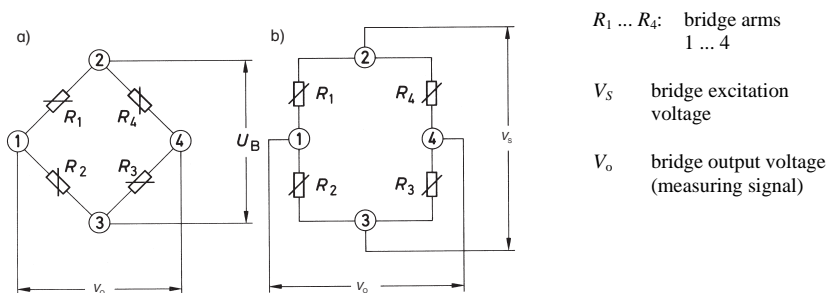 a)
2
R1
R4
1
4
UB
R2
R3
3
Vo
b)
2
R1
R4
1
4
Vs
R2
R3
3
Vo
R1 ... R4: bridge arms
1 ... 4
VS bridge excitation
voltage
Vo bridge output voltage
(measuring signal)